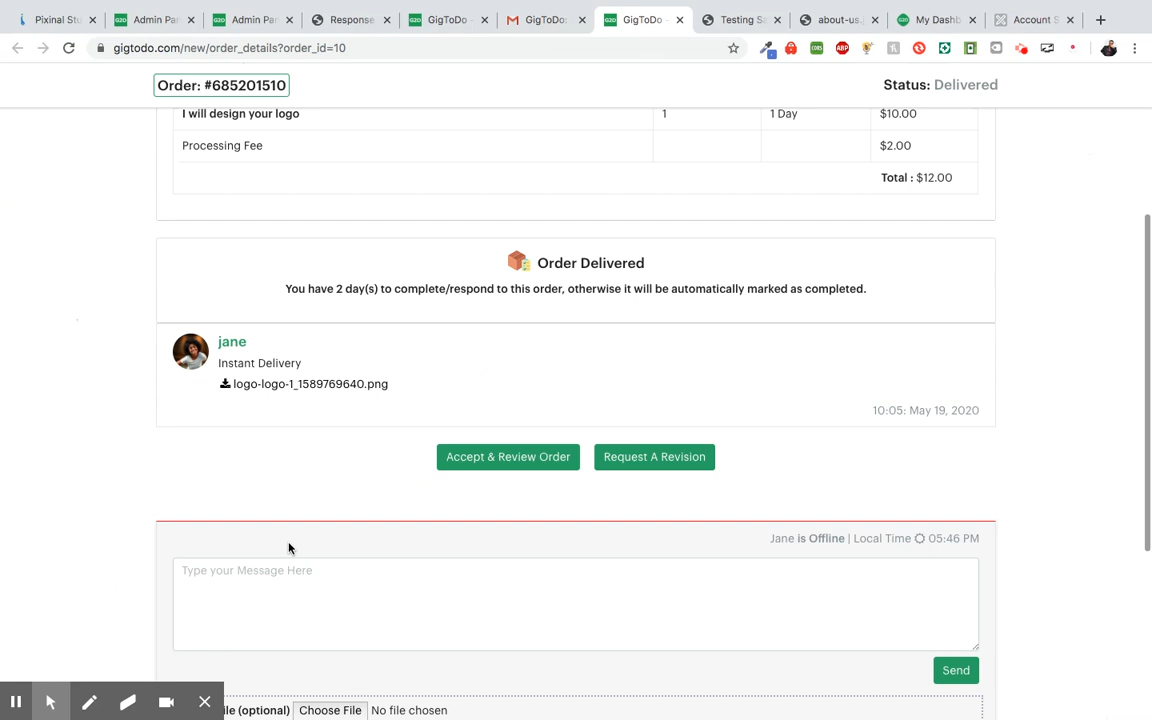 Pixinal Stu
Admin Par
Admin Par
Response
GigToDo -
GigToDo:
GigToDo -
Testing Sa
about-us.
My Dashb
Account S
gigtodo.com/new/order_details?order_id=10
Order: #685201510
Status: Delivered
I will design your logo 1 1 Day $10.00
Processing Fee $2.00
Total : $12.00
Order Delivered
You have 2 day(s) to complete/respond to this order, otherwise it will be automatically marked as completed.
jane
Instant Delivery
logo-logo-1_1589769640.png
10:05: May 19, 2020
Accept & Review Order
Request A Revision
Jane is Offline | Local Time 05:46 PM
Type your Message Here
Send
ile (optional) Choose File No file chosen